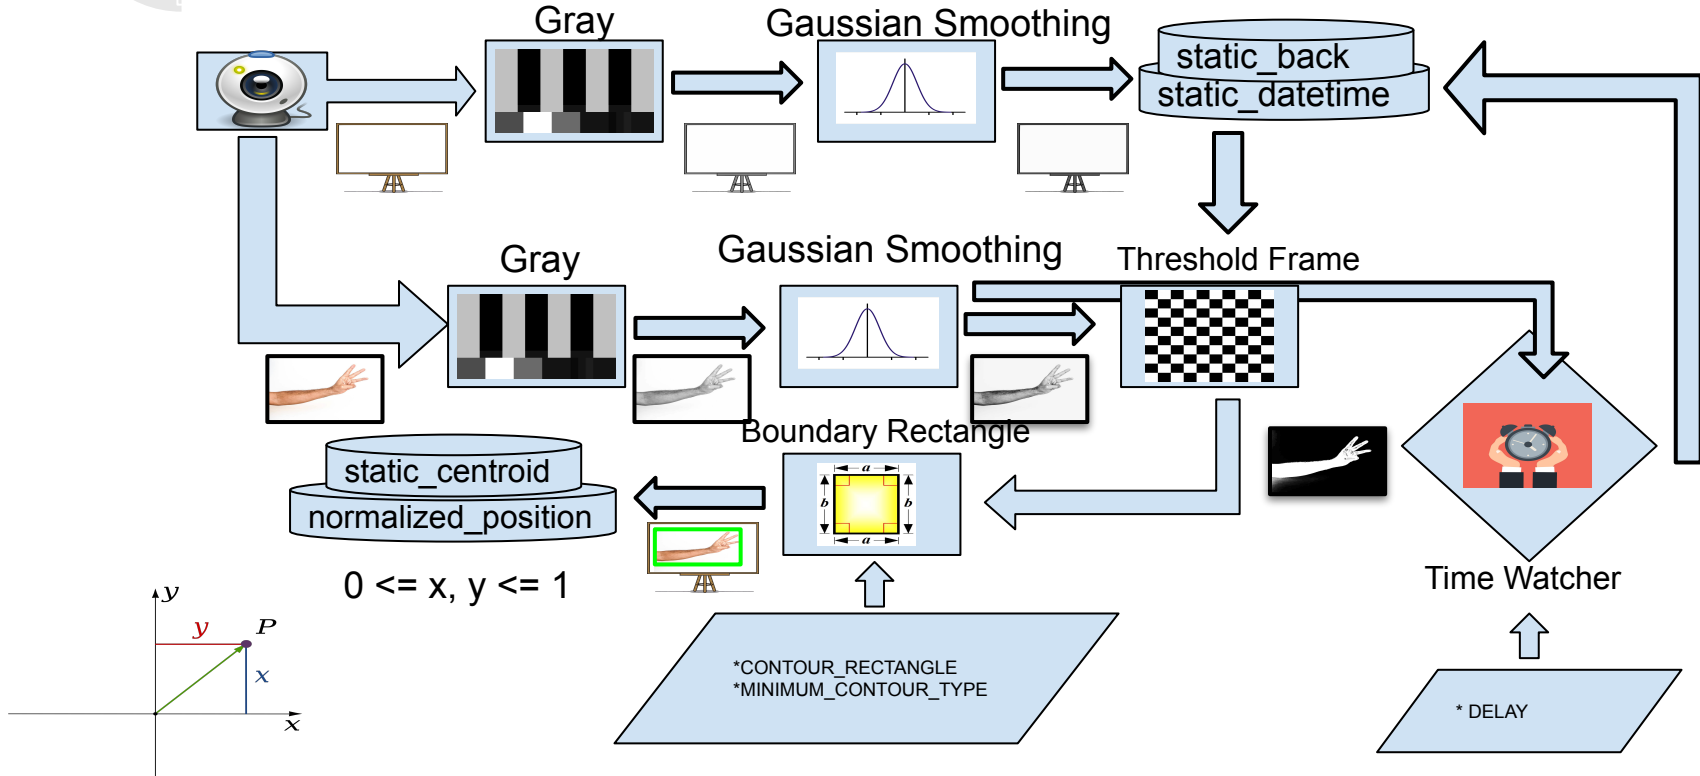 Gray
Gaussian Smoothing
static_back
static_datetime
Gray
Gaussian Smoothing
Threshold Frame
Boundary Rectangle
a
b
b
a
static_centroid
normalized_position
0 <= x, y <= 1
Time Watcher
y
y
P
x
x
*CONTOUR_RECTANGLE
*MINIMUM_CONTOUR_TYPE
* DELAY